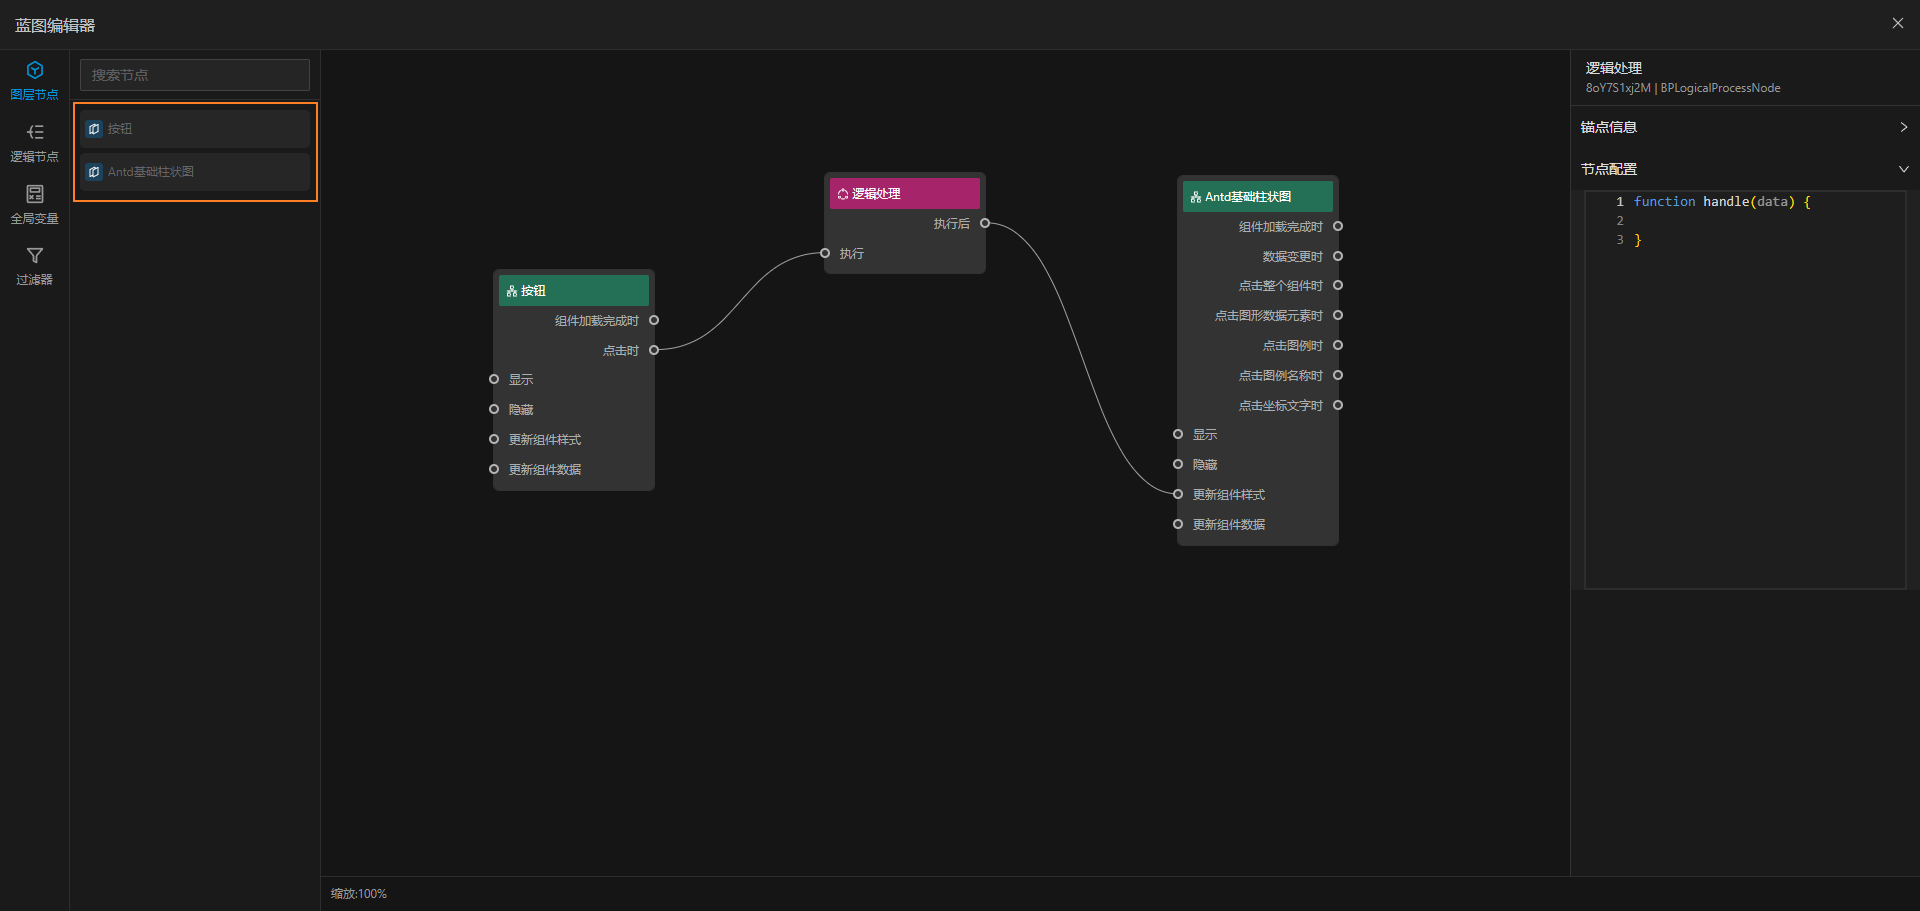 蓝图编辑器
图层节点
逻辑节点
全局变量
过滤器
搜索节点
按钮
Antd基础柱状图
按钮
组件加载完成时
点击时
显示
隐藏
更新组件样式
更新组件数据
逻辑处理
执行后
执行
Antd基础柱状图
组件加载完成时
数据变更时
点击整个组件时
点击图形数据元素时
点击图例时
点击图例名称时
点击坐标文字时
显示
隐藏
更新组件样式
更新组件数据
逻辑处理
8oY7S1xj2M | BPLogicalProcessNode
锚点信息
节点配置
1 function handle(data) {
2
3 }
缩放:100%